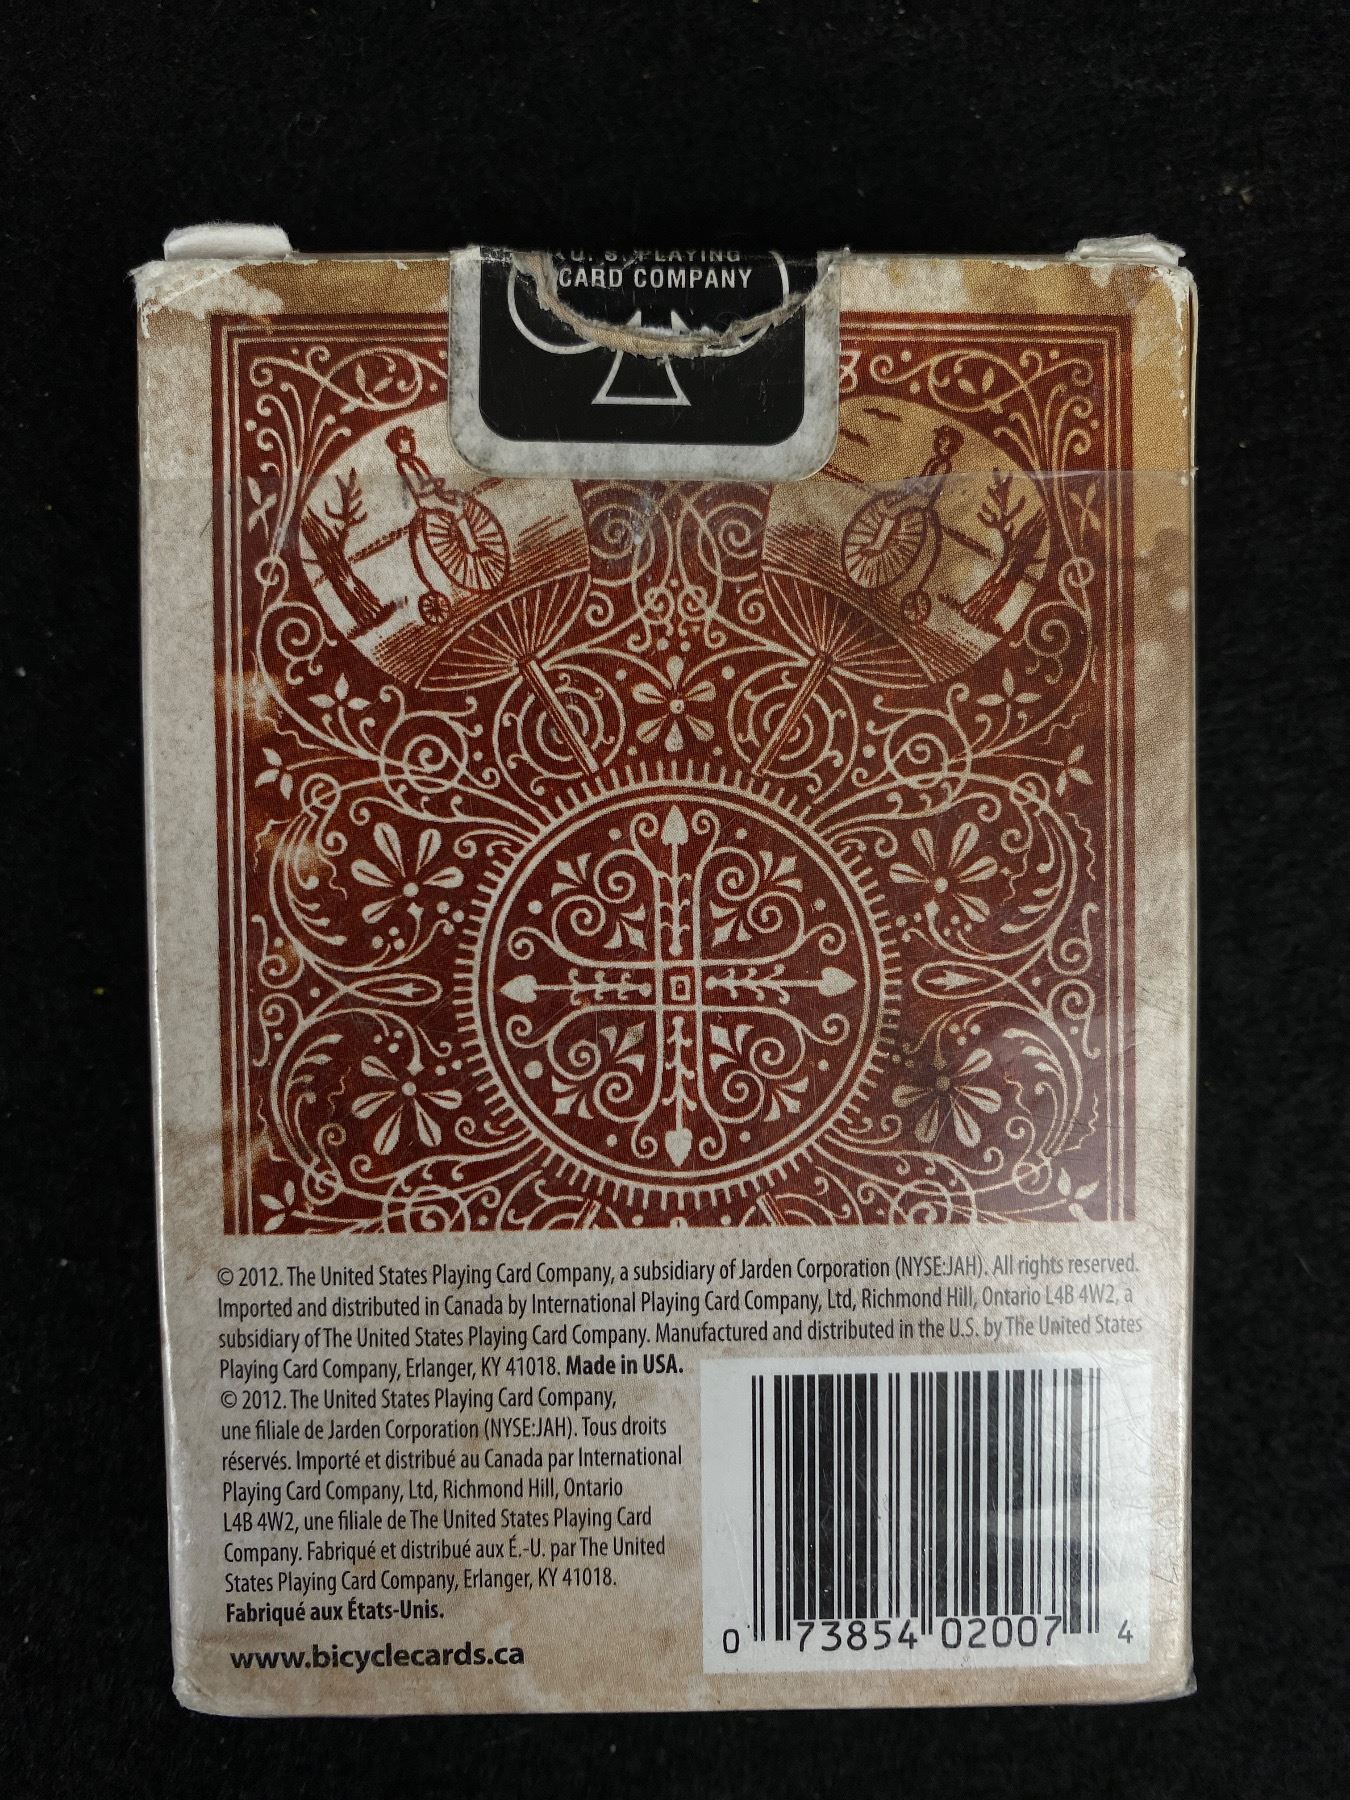 U. S. PLAYING
CARD COMPANY
© 2012. The United States Playing Card Company, a subsidiary of Jarden Corporation (NYSE:JAH). All rights reserved.
Imported and distributed in Canada by International Playing Card Company, Ltd, Richmond Hill, Ontario L4B 4W2, a
subsidiary of The United States Playing Card Company. Manufactured and distributed in the U.S. by The United States
Playing Card Company, Erlanger, KY 41018. Made in USA.
© 2012. The United States Playing Card Company,
une filiale de Jarden Corporation (NYSE:JAH). Tous droits
réservés. Importé et distribué au Canada par International
Playing Card Company, Ltd, Richmond Hill, Ontario
L4B 4W2, une filiale de The United States Playing Card
Company. Fabriqué et distribué aux É.-U. par The United
States Playing Card Company, Erlanger, KY 41018.
Fabriqué aux États-Unis.
www.bicyclecards.ca
0 73854 02007 4